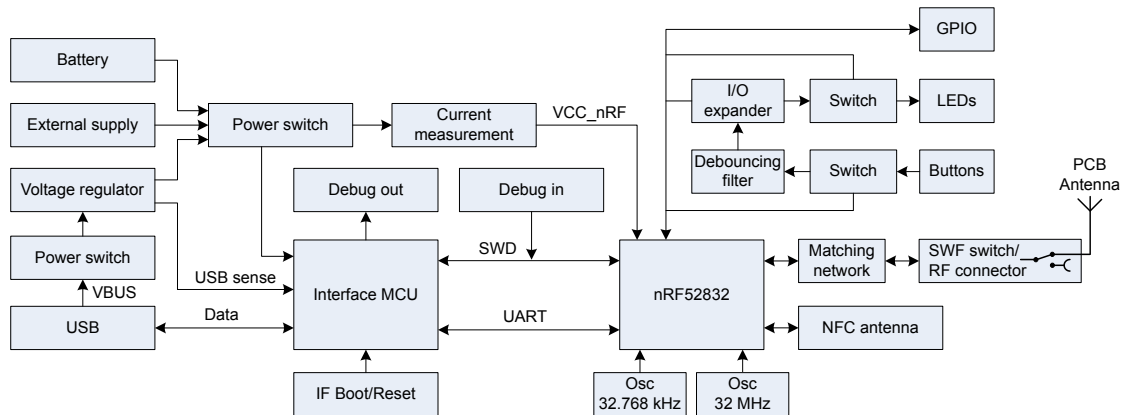 GPIO
Battery
I/O
expander
Switch
LEDs
External supply
Power switch
Current
measurement
VCC_nRF
Debouncing
filter
Switch
Buttons
PCB
Antenna
Voltage regulator
Debug out
Debug in
Power switch
SWD
Matching
network
SWF switch/
RF connector
USB sense
Interface MCU
nRF52832
VBUS
USB
Data
UART
NFC antenna
IF Boot/Reset
Osc
32.768 kHz
Osc
32 MHz